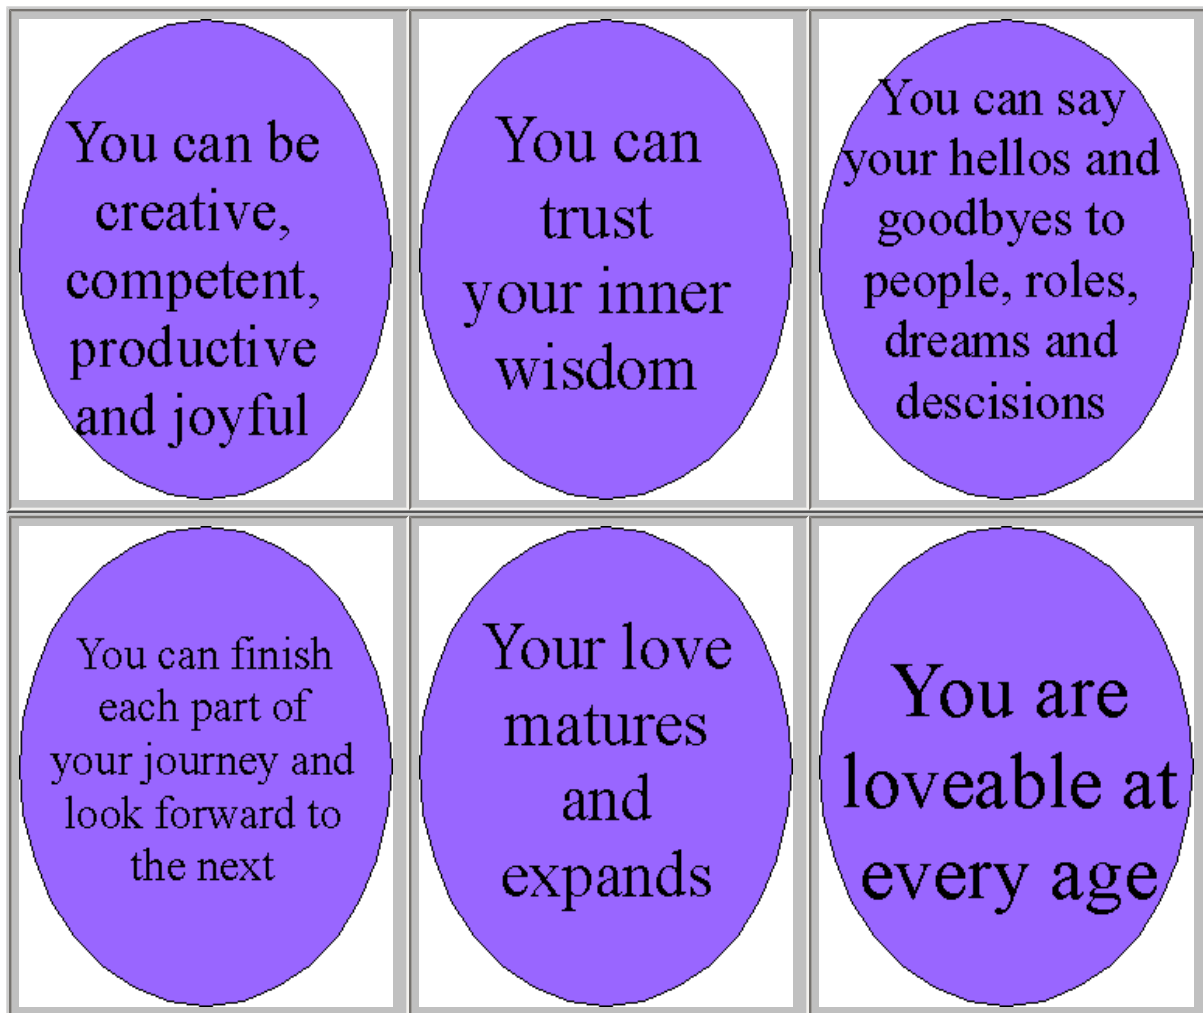 You can be
creative,
competent,
productive
and joyful
You can
trust
your inner
wisdom
You can say
your hellos and
goodbyes to
people, roles,
dreams and
descisions
You can finish
each part of
your journey and
look forward to
the next
Your love
matures
and
expands
You are
loveable at
every age